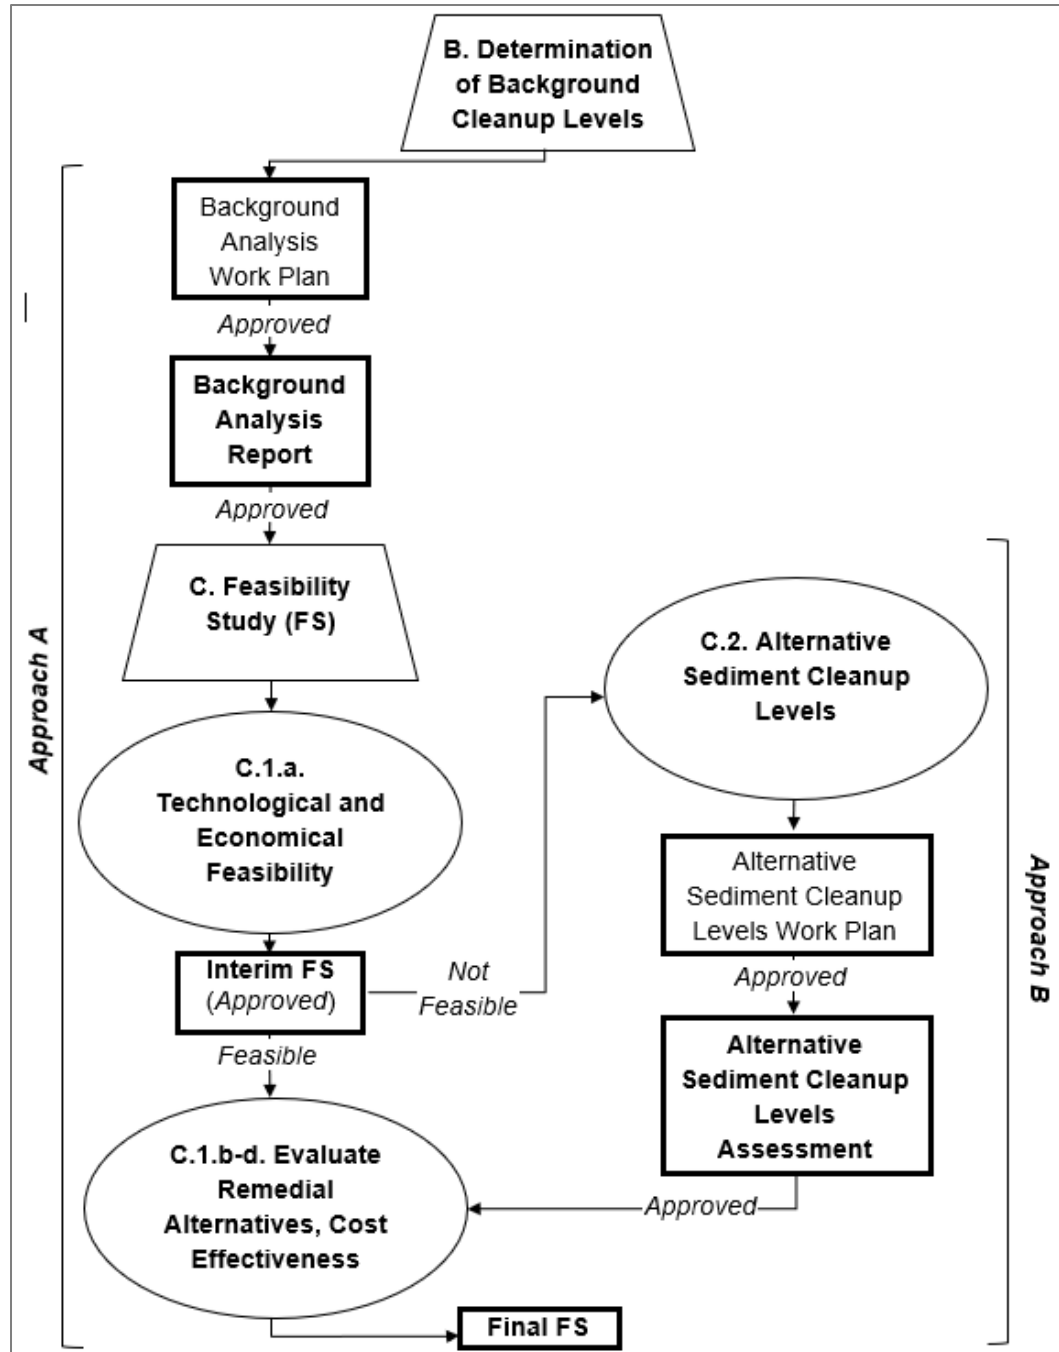 B. Determination
of Background
Cleanup Levels
Background
Analysis
Work Plan
Approved
Background
Analysis
Report
Approved
C. Feasibility
Study (FS)
Approach A
C.1.a.
Technological and
Economical
Feasibility
Interim FS
(Approved)
Not
Feasible
Feasible
C.1.b-d. Evaluate
Remedial
Alternatives, Cost
Effectiveness
Final FS
C.2. Alternative
Sediment Cleanup
Levels
Alternative
Sediment Cleanup
Levels Work Plan
Approved
Alternative
Sediment Cleanup
Levels
Assessment
Approved
Approach B